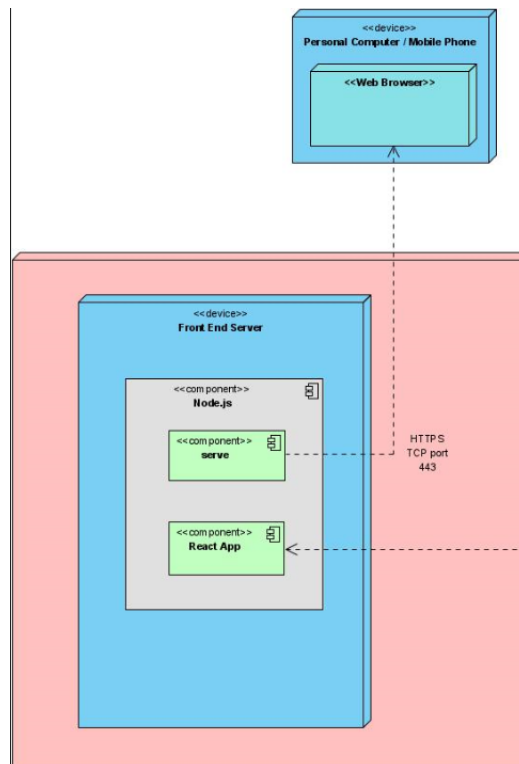 <<device>>
Personal Computer / Mobile Phone
<<Web Browser>>
<<device>>
Front End Server
<<component>>
Node.js
<<component>>
serve
HTTPS
TCP port
443
<<component>>
React App